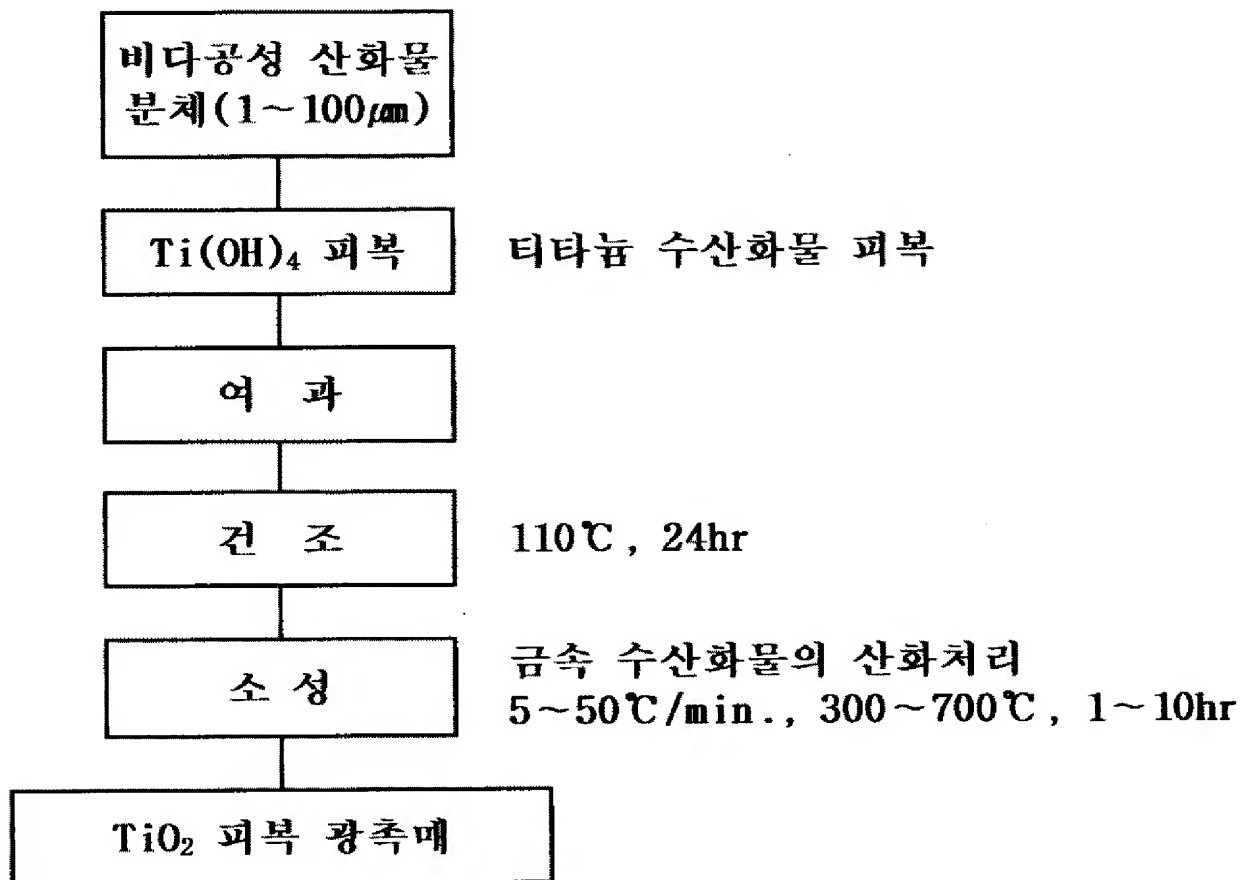 비다공성 산화물
분체(1~100㎛)
Ti(OH)₄ 피복 티타늄 수산화물 피복
여 과
건 조 110℃, 24hr
소 성 금속 수산화물의 산화처리
5~50℃/min., 300~700℃, 1~10hr
TiO₂ 피복 광촉매